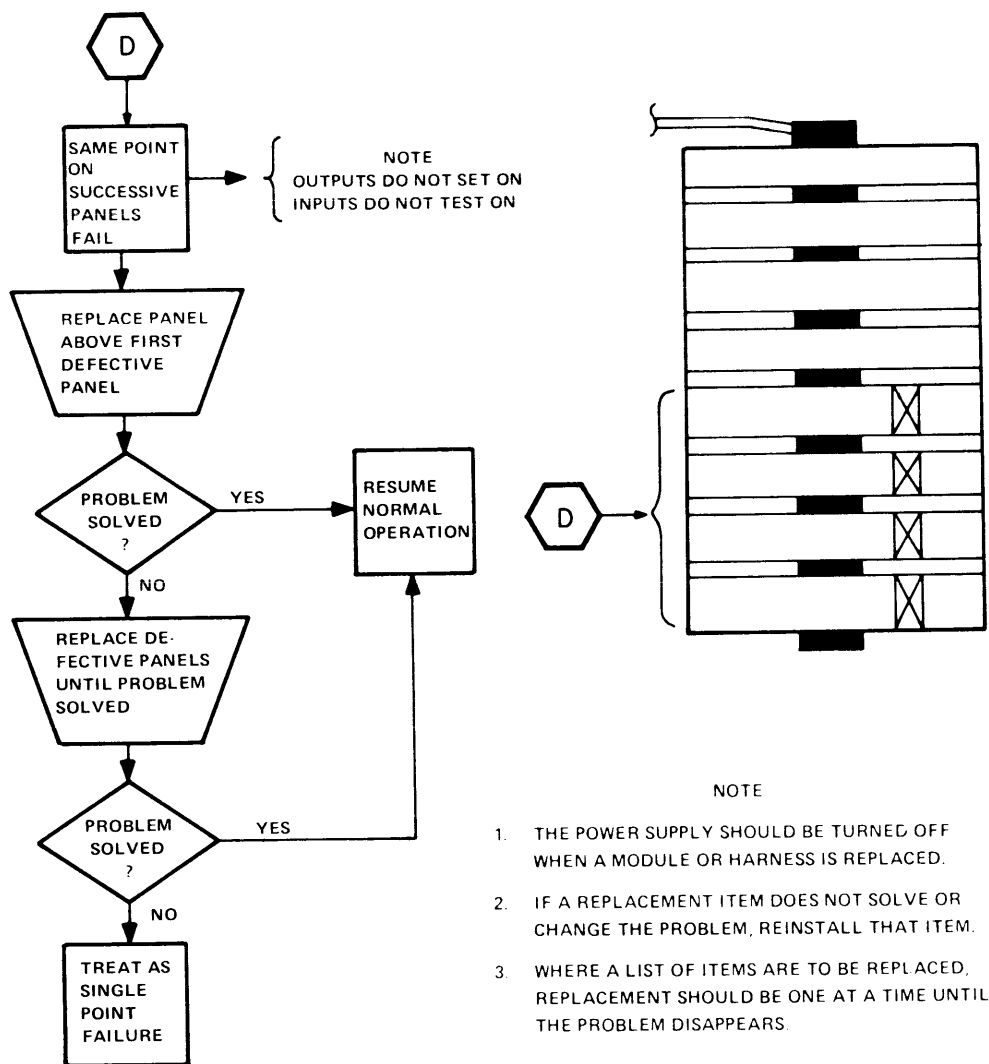 D
SAME POINT
ON
SUCCESSIVE
PANELS
FAIL
NOTE
OUTPUTS DO NOT SET ON
INPUTS DO NOT TEST ON
REPLACE PANEL
ABOVE FIRST
DEFECTIVE
PANEL
PROBLEM
SOLVED
?
YES
RESUME
NORMAL
OPERATION
NO
REPLACE DE-
FECTIVE PANELS
UNTIL PROBLEM
SOLVED
PROBLEM
SOLVED
?
YES
NO
TREAT AS
SINGLE
POINT
FAILURE
D
NOTE
1. THE POWER SUPPLY SHOULD BE TURNED OFF
WHEN A MODULE OR HARNESS IS REPLACED.
2. IF A REPLACEMENT ITEM DOES NOT SOLVE OR
CHANGE THE PROBLEM, REINSTALL THAT ITEM.
3. WHERE A LIST OF ITEMS ARE TO BE REPLACED,
REPLACEMENT SHOULD BE ONE AT A TIME UNTIL
THE PROBLEM DISAPPEARS.